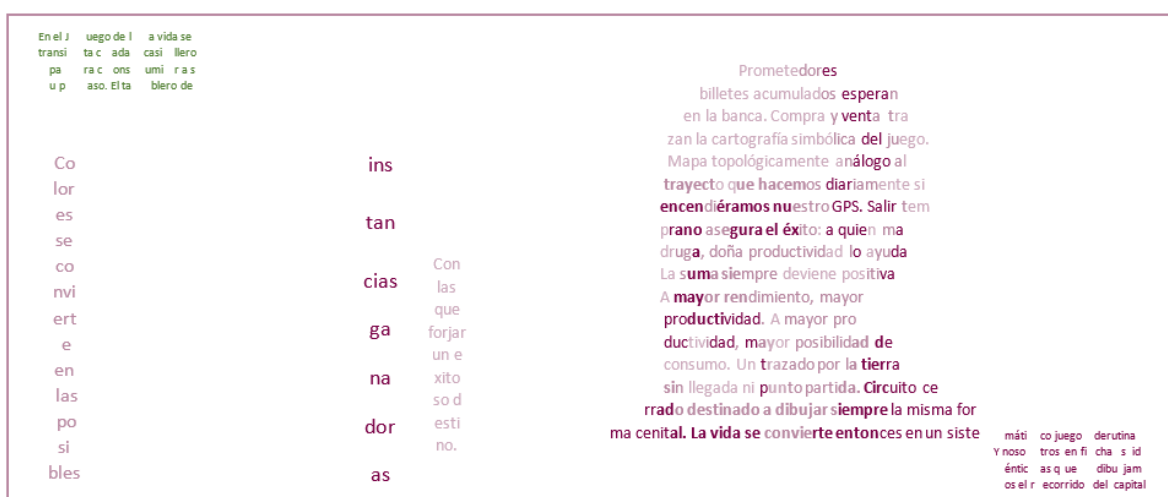 En el J uego de l a vida se
transi ta c ada casi llero
pa ra c ons umi r a s
u p aso. El ta blero de
Co
lor
es
se
co
nvi
ert
e
en
las
po
si
bles
ins
tan
cias
ga
na
dor
as
Con
las
que
forjar
un e
xito
so d
esti
no.
Prometedores
billetes acumulados esperan
en la banca. Compra y venta tra
zan la cartografía simbólica del juego.
Mapa topológicamente análogo al
trayecto que hacemos diariamente si
encendiéramos nuestro GPS. Salir tem
prano asegura el éxito: a quien ma
druga, doña productividad lo ayuda
La suma siempre deviene positiva
A mayor rendimiento, mayor
productividad. A mayor pro
ductividad, mayor posibilidad de
consumo. Un trazado por la tierra
sin llegada ni punto partida. Circuito ce
rrado destinado a dibujar siempre la misma for
ma cenital. La vida se convierte entonces en un siste
máti co juego derutina
Y noso tros en fi cha s id
éntic as q ue dibu jam
os el r ecorrido del capital